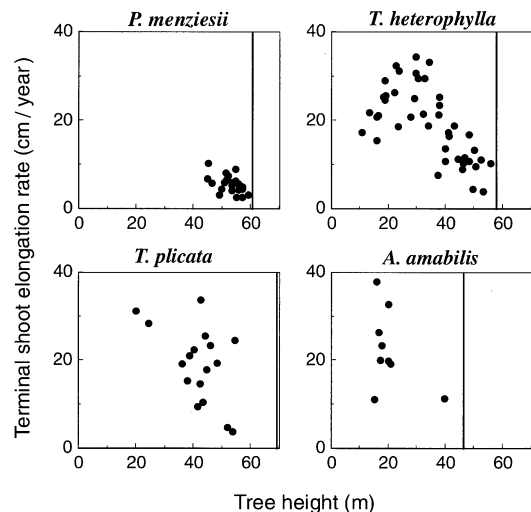 P. menziesii
T. heterophylla
40
20
0
0 20 40 60
40
20
0
0 20 40 60
T. plicata
A. amabilis
40
20
0
0 20 40 60
40
20
0
0 20 40 60
Terminal shoot elongation rate (cm / year)
Tree height (m)